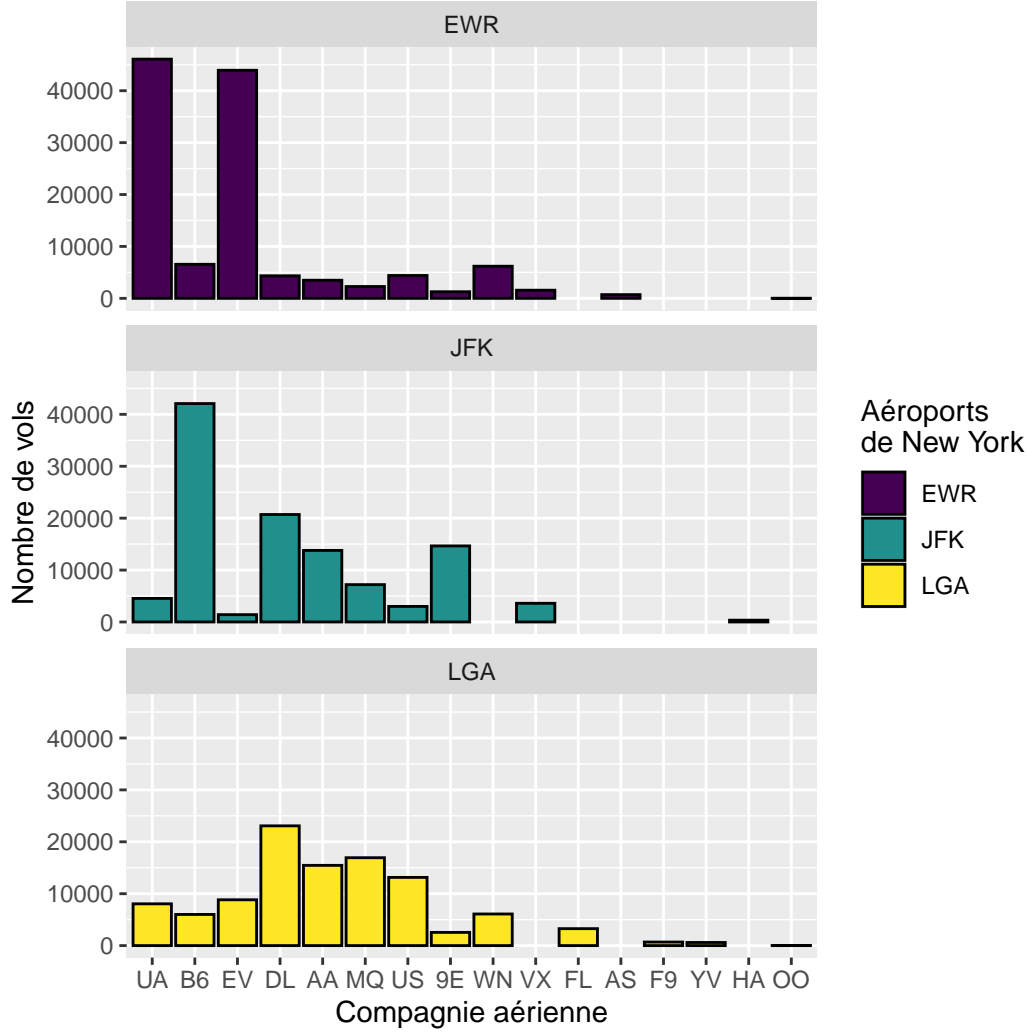 EWR
40000
30000
20000
10000
0
JFK
40000
30000
20000
10000
0
LGA
40000
30000
20000
10000
0
UA B6 EV DL AA MQ US 9E WN VX FL AS F9 YV HA OO
Compagnie aérienne
Nombre de vols
Aéroports
de New York
EWR
JFK
LGA